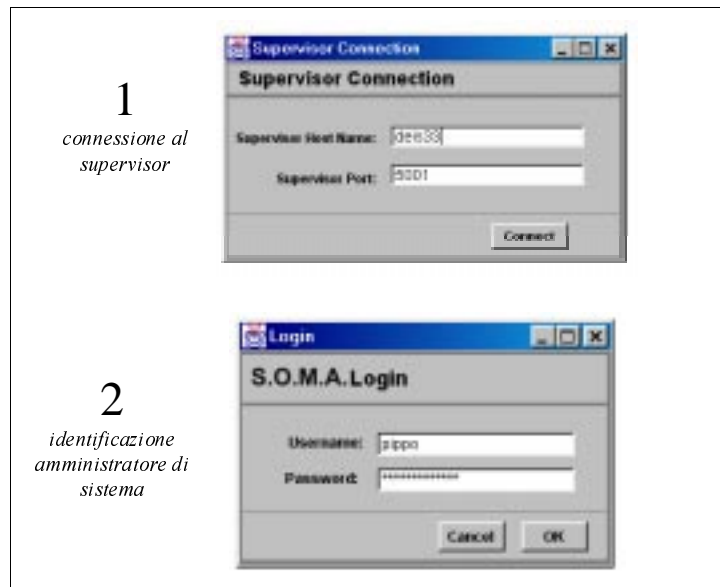 Supervisor Connection
Supervisor Connection
1
connessione al
supervisor
Supervisor Host Name: deis33
Supervisor Port:
Connect
Login
S.O.M.A. Login
2
identificazione
amministratore di
sistema
Username: pippo
Password: *************
Cancel OK